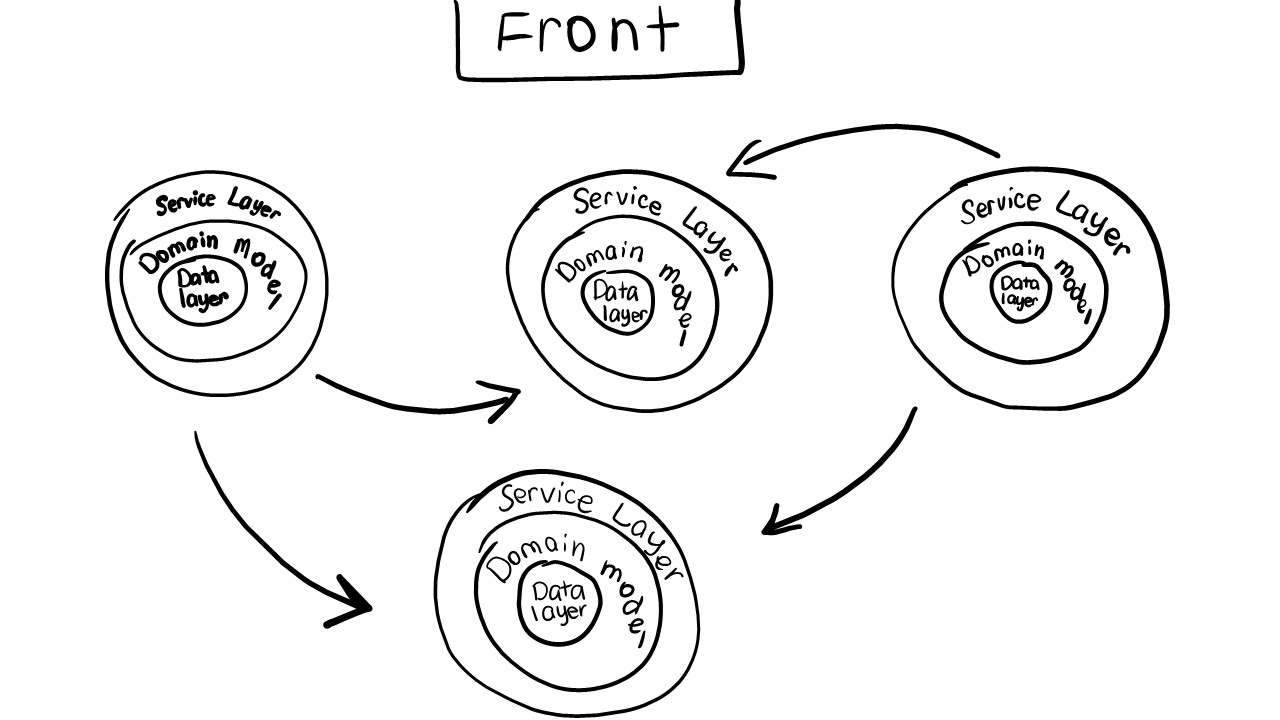 Front
Service Layer
Domain Model
Data
layer
Service Layer
Domain model
Data
layer
Service Layer
Domain model
Data
layer
Service Layer
Domain model
Data
layer